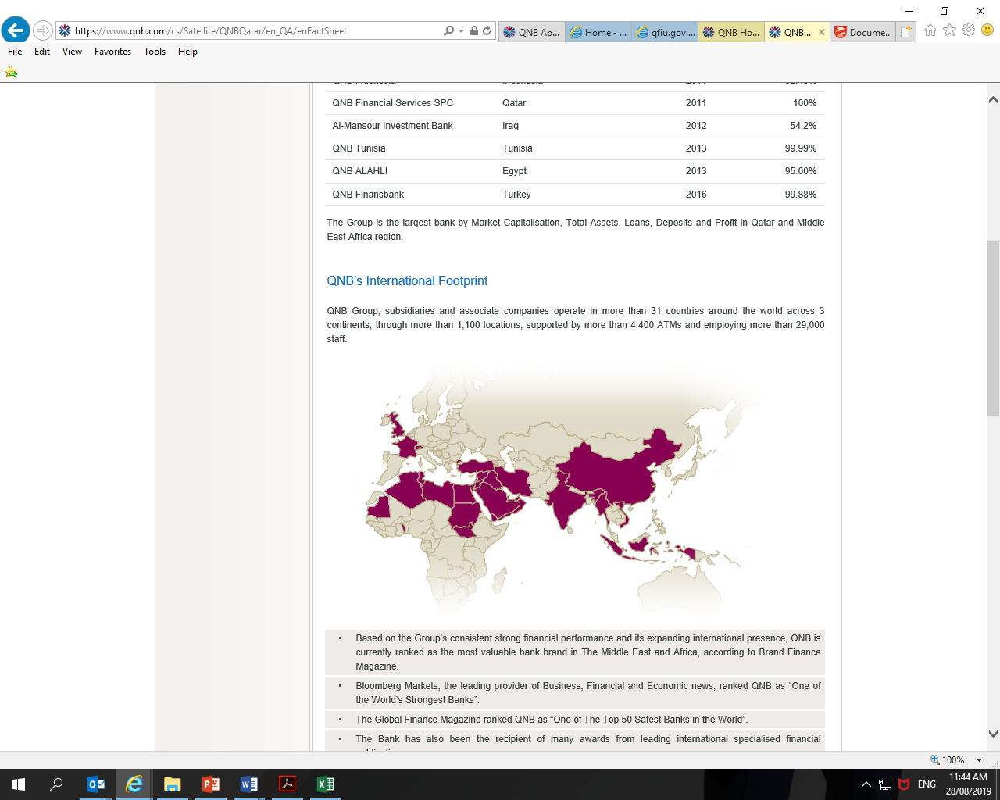 https://www.qnb.com/cs/Satellite/QNBQatar/en_QA/enFactSheet
QNB Ap...
Home - ...
qfiu.gov....
QNB Ho...
QNB...
Docume...
File Edit View Favorites Tools Help
QNB Financial Services SPC Qatar 2011 100%
Al-Mansour Investment Bank Iraq 2012 54.2%
QNB Tunisia Tunisia 2013 99.99%
QNB ALAHLI Egypt 2013 95.00%
QNB Finansbank Turkey 2016 99.88%
The Group is the largest bank by Market Capitalisation, Total Assets, Loans, Deposits and Profit in Qatar and Middle
East Africa region.
QNB's International Footprint
QNB Group, subsidiaries and associate companies operate in more than 31 countries around the world across 3
continents, through more than 1,100 locations, supported by more than 4,400 ATMs and employing more than 29,000
staff.
• Based on the Group's consistent strong financial performance and its expanding international presence, QNB is
currently ranked as the most valuable bank brand in The Middle East and Africa, according to Brand Finance
Magazine.
• Bloomberg Markets, the leading provider of Business, Financial and Economic news, ranked QNB as “One of
the World's Strongest Banks”.
• The Global Finance Magazine ranked QNB as “One of The Top 50 Safest Banks in the World”.
• The Bank has also been the recipient of many awards from leading international specialised financial
100%
ENG
11:44 AM
28/08/2019